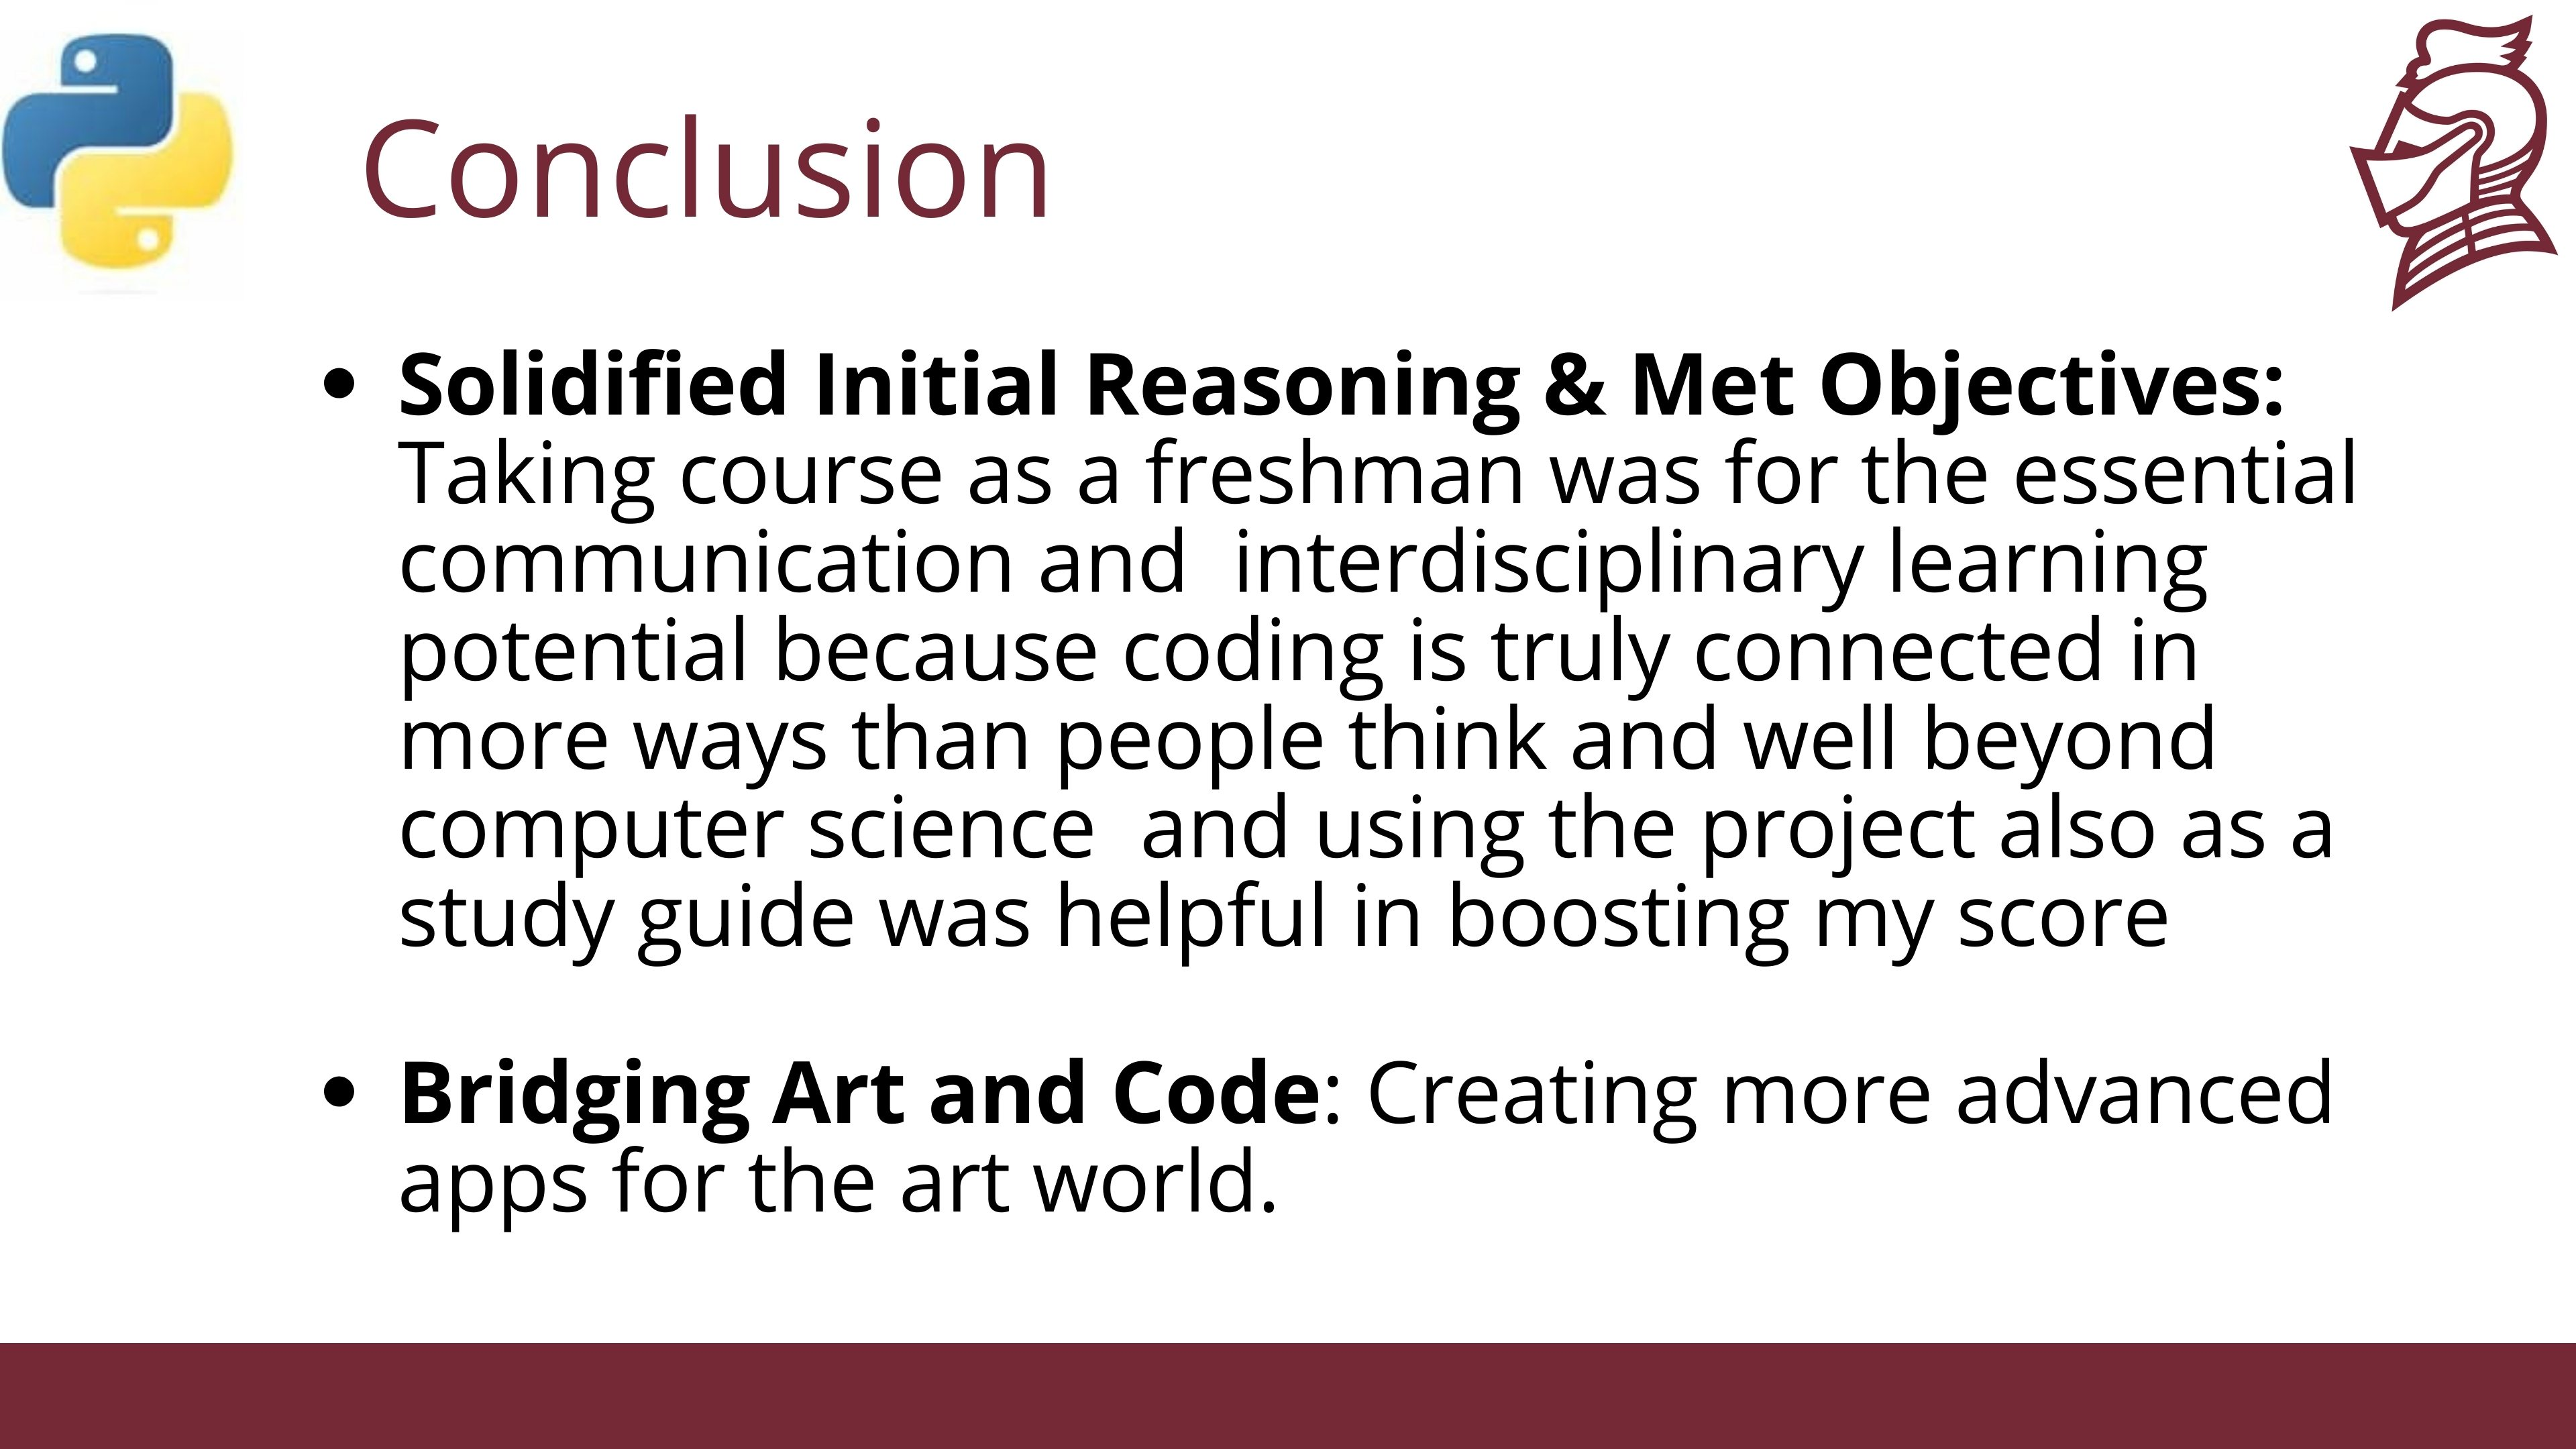 Conclusion
• Solidified Initial Reasoning & Met Objectives:
Taking course as a freshman was for the essential
communication and  interdisciplinary learning
potential because coding is truly connected in
more ways than people think and well beyond
computer science  and using the project also as a
study guide was helpful in boosting my score
• Bridging Art and Code: Creating more advanced
apps for the art world.